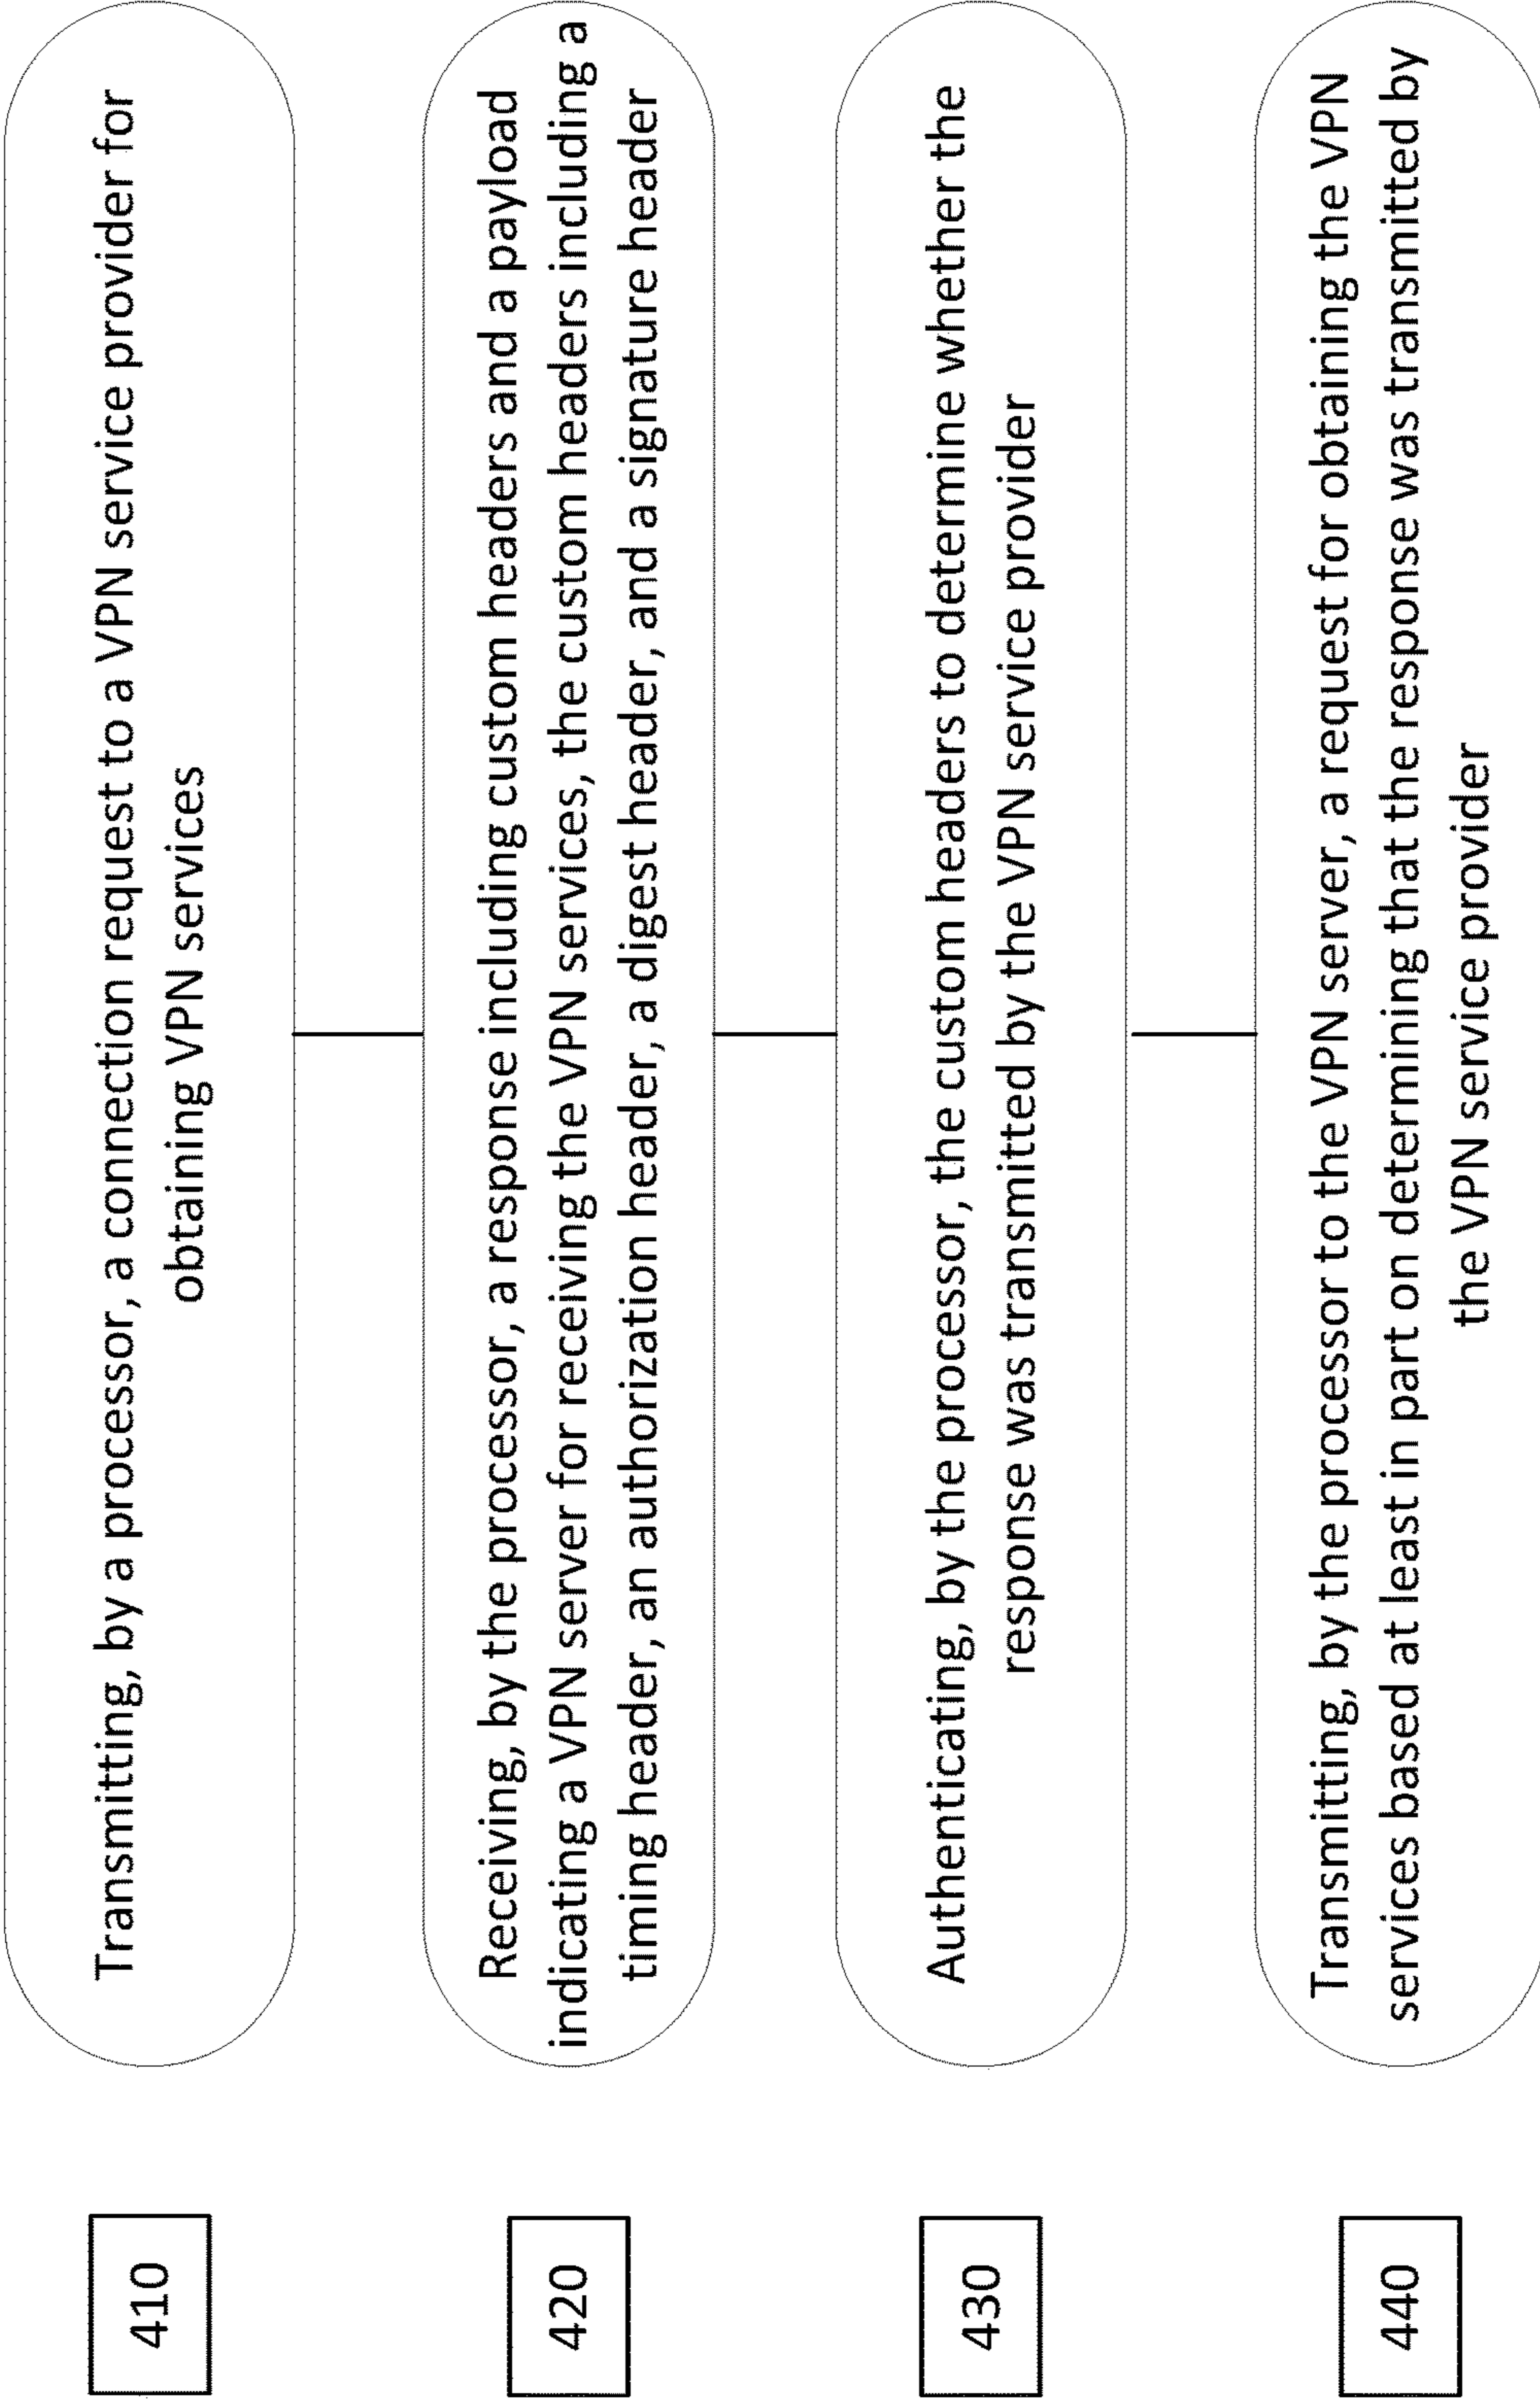 410
Transmitting, by a processor, a connection request to a VPN service provider for
obtaining VPN services
420
Receiving, by the processor, a response including custom headers and a payload
indicating a VPN server for receiving the VPN services, the custom headers including a
timing header, an authorization header, a digest header, and a signature header
430
Authenticating, by the processor, the custom headers to determine whether the
response was transmitted by the VPN service provider
440
Transmitting, by the processor to the VPN server, a request for obtaining the VPN
services based at least in part on determining that the response was transmitted by
the VPN service provider